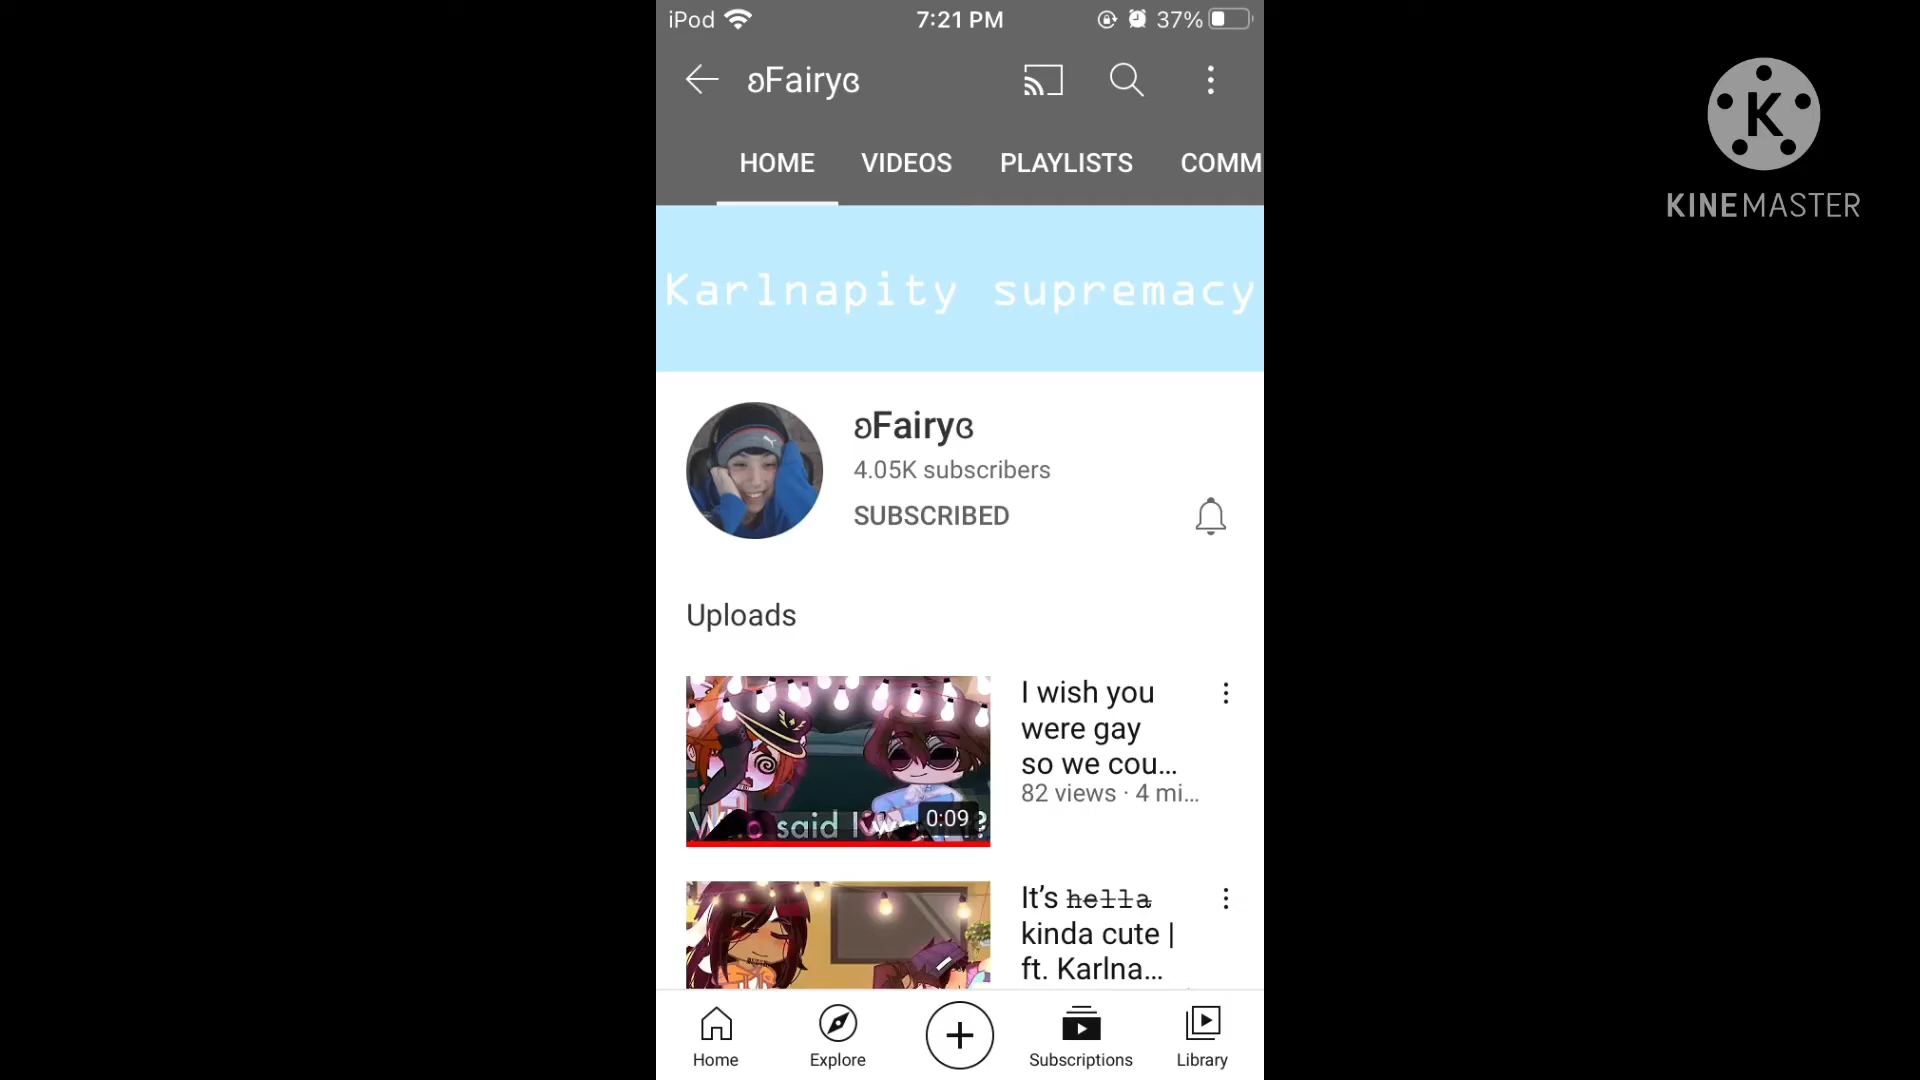 iPod 7:21 PM 37%
ʚFairyɞ
HOME VIDEOS PLAYLISTS COMM
K
KINEMASTER
Karlnapity supremacy
ʚFairyɞ
4.05K subscribers
SUBSCRIBED
Uploads
I wish you
were gay
so we cou...
82 views · 4 mi...
said I
0:09
It’s hella
kinda cute |
ft. Karlna...
Home Explore Subscriptions Library